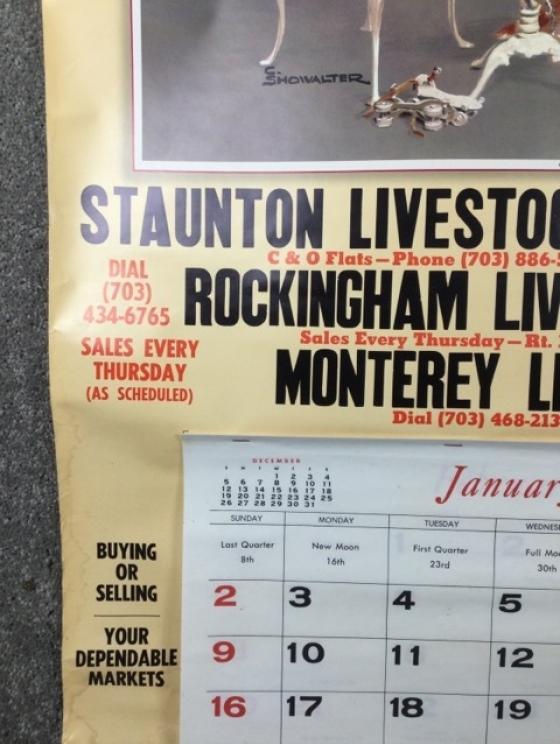 C. SHOWALTER
STAUNTON LIVESTOC
C & O Flats—Phone (703) 886-5
DIAL
(703)
434-6765
ROCKINGHAM LIV
Sales Every Thursday—Rt.
SALES EVERY
THURSDAY
(AS SCHEDULED)
MONTEREY LI
Dial (703) 468-213
DECEMBER
S M T W T F S
1 2 3 4
5 6 7 8 9 10 11
12 13 14 15 16 17 18
19 20 21 22 23 24 25
26 27 28 29 30 31
Januar
SUNDAY MONDAY TUESDAY WEDNES
Last Quarter New Moon First Quarter Full Mo
8th 16th 23rd 30th
2 3 4 5
9 10 11 12
16 17 18 19
BUYING
OR
SELLING
YOUR
DEPENDABLE
MARKETS